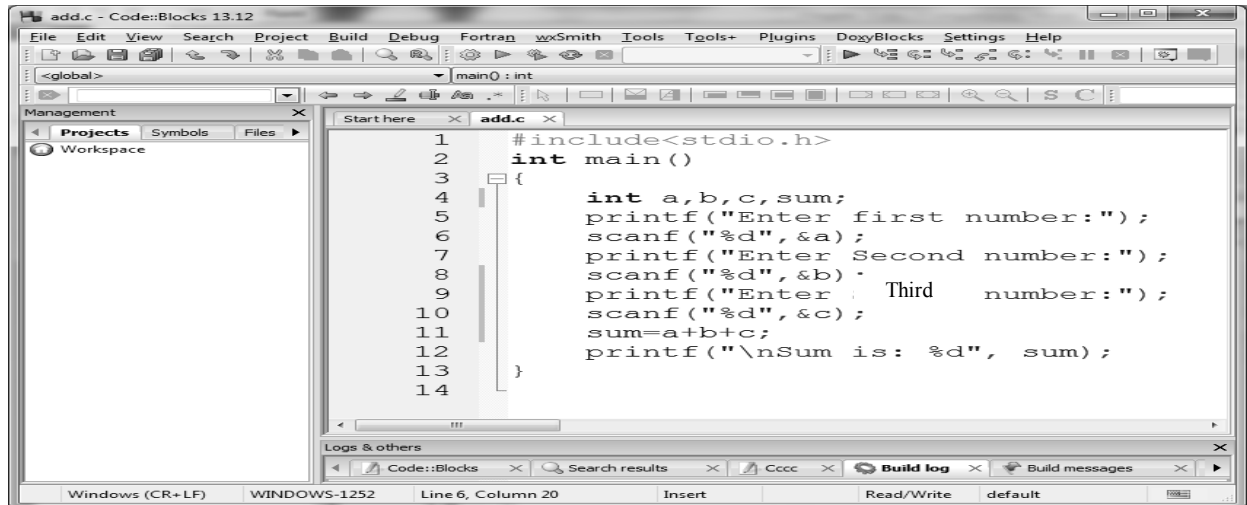 add.c - Code::Blocks 13.12
File Edit View Search Project Build Debug Fortran wxSmith Tools Tools+ Plugins DoxyBlocks Settings Help
<global> main() : int
S C
Management
Projects Symbols Files
Workspace
Start here add.c
1 #include<stdio.h>
2 int main()
3 {
4 int a,b,c,sum;
5 printf("Enter first number:");
6 scanf("%d",&a);
7 printf("Enter Second number:");
8 scanf("%d",&b)
9 printf("Enter Third number:");
10 scanf("%d",&c);
11 sum=a+b+c;
12 printf("\nSum is: %d", sum);
13 }
14
Logs & others
Code::Blocks Search results Cccc Build log Build messages
Windows (CR+LF) WINDOWS-1252 Line 6, Column 20 Insert Read/Write default